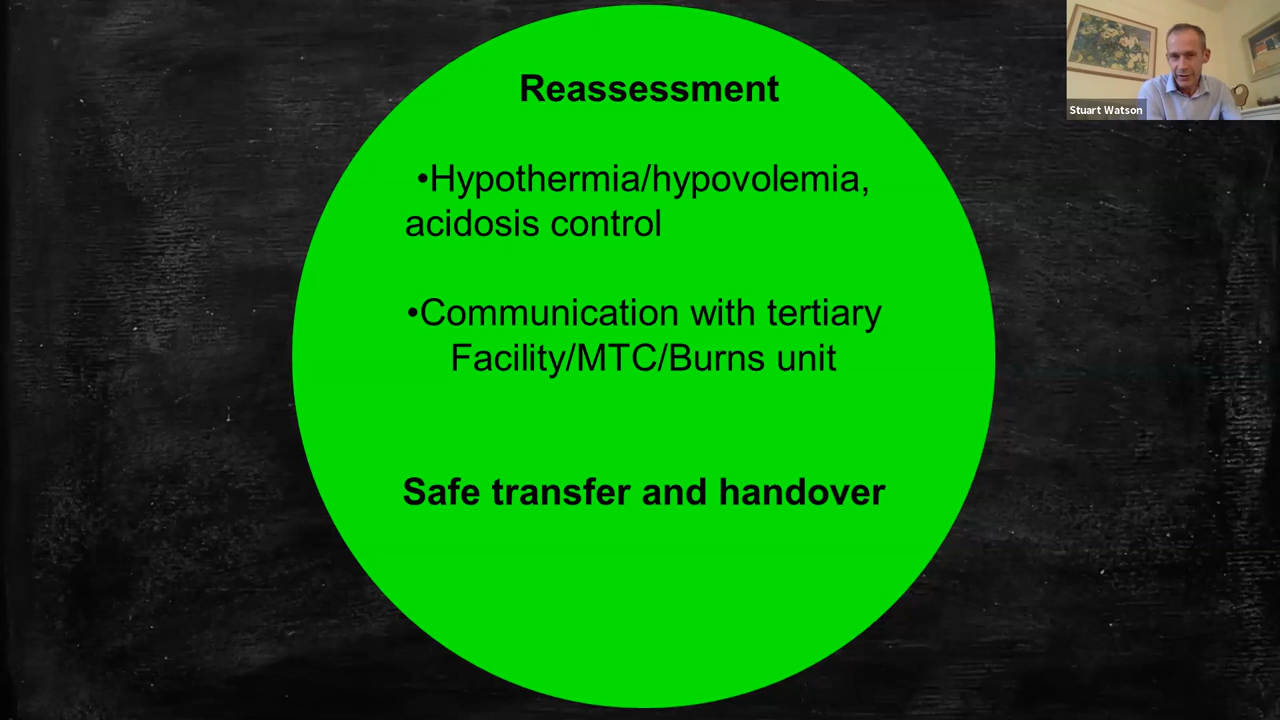 Reassessment
•Hypothermia/hypovolemia,
acidosis control
•Communication with tertiary
Facility/MTC/Burns unit
Safe transfer and handover
Stuart Watson